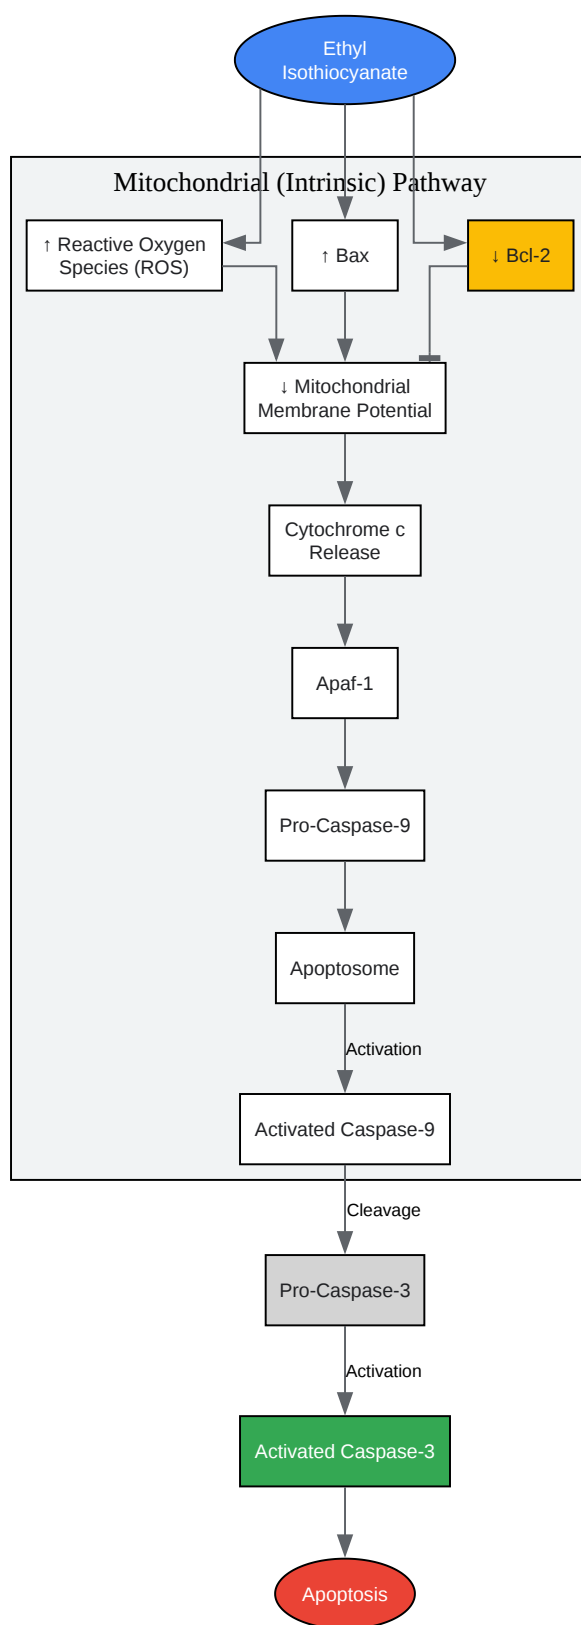 Ethyl
Isothiocyanate
Mitochondrial (Intrinsic) Pathway
↑ Reactive Oxygen
Species (ROS)
↑ Bax
↓ Bcl-2
↓ Mitochondrial
Membrane Potential
Cytochrome c
Release
Apaf-1
Pro-Caspase-9
Apoptosome
Activation
Activated Caspase-9
Cleavage
Pro-Caspase-3
Activation
Activated Caspase-3
Apoptosis